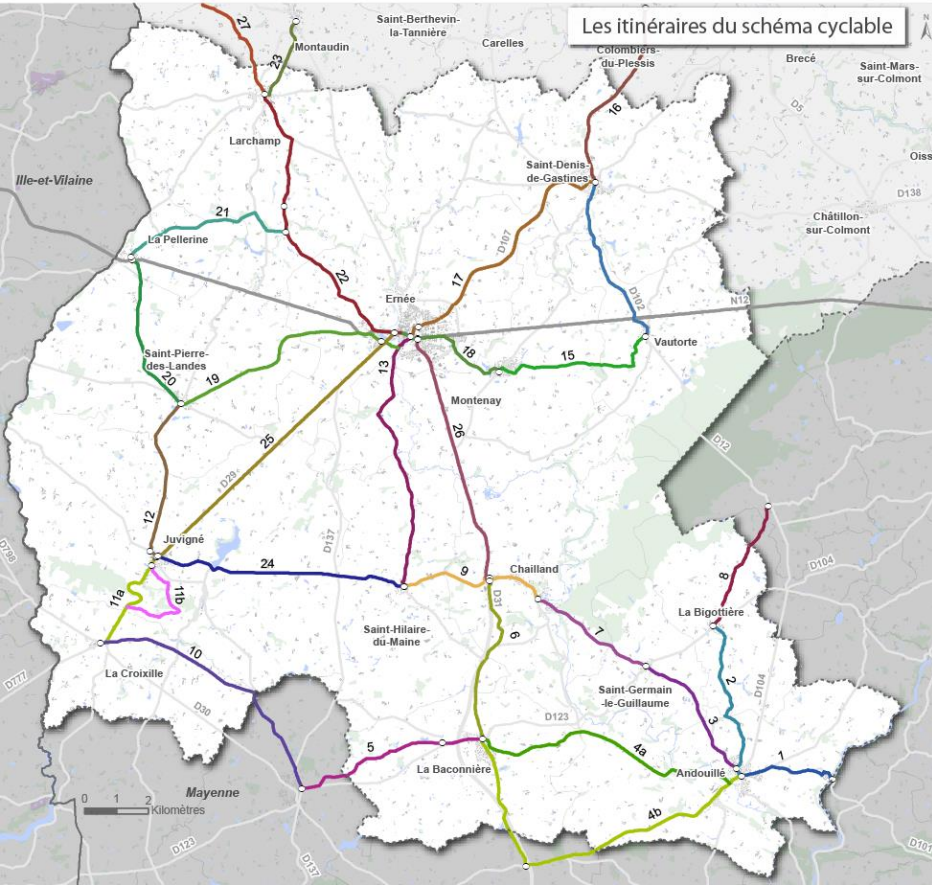 Les itinéraires du schéma cyclable
N
27
Saint-Berthevin-
la-Tannière
Montaudin
Carelles
Colombiers-
du-Plessis
Brecé
Saint-Mars-
sur-Colmont
23
16
D5
Larchamp
Saint-Denis-
de-Gastines
Oiss
Ille-et-Vilaine
D138
21
Châtillon-
sur-Colmont
La Pellerine
D107
22
17
Ernée
D102
N12
Vautorte
Saint-Pierre-
des-Landes
20
19
13
18
15
Montenay
26
25
D12
D29
12
Juvigné
D137
D798
24
9
Chailland
D104
8
11a
11b
D31
La Bigottière
6
7
Saint-Hilaire-
du-Maine
10
La Croixille
D777
Saint-Germain
-le-Guillaume
2
D104
D30
D123
3
5
4a
1
La Baconnière
Andouillé
Mayenne
0 1 2
Kilomètres
4b
D123
D137
D101